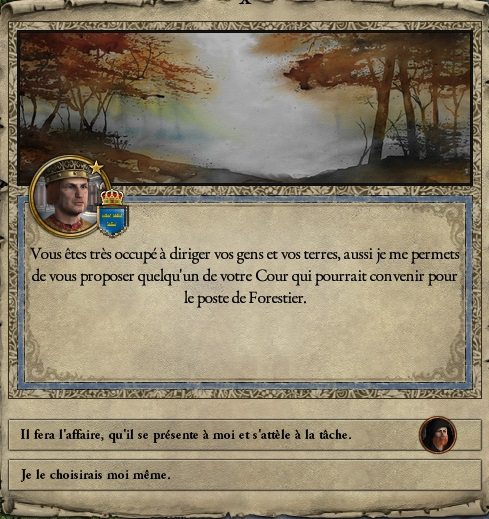 Vous êtes très occupé à diriger vos gens et vos terres, aussi je me permets
de vous proposer quelqu'un de votre Cour qui pourrait convenir pour
le poste de Forestier.
Il fera l'affaire, qu'il se présente à moi et s'attèle à la tâche.
Je le choisirais moi même.